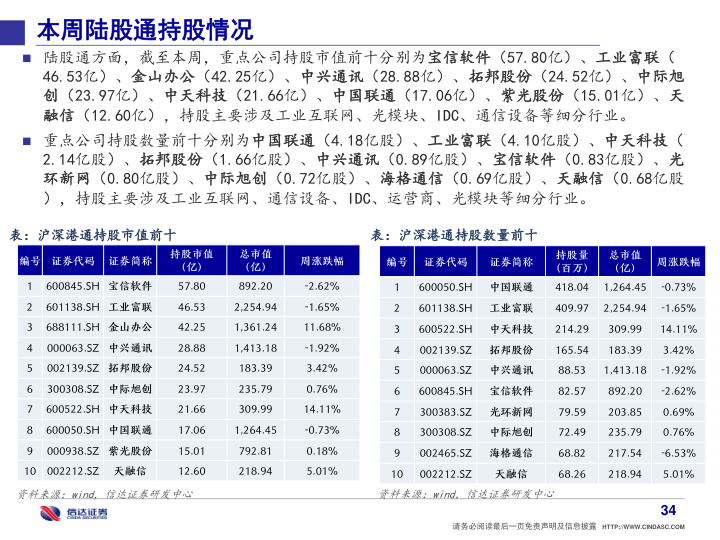 本周陆股通持股情况
陆股通方面，截至本周，重点公司持股市值前十分别为宝信软件（57.80亿）、工业富联（
46.53亿）、金山办公（42.25亿）、中兴通讯（28.88亿）、拓邦股份（24.52亿）、中际旭
创（23.97亿）、中天科技（21.66亿）、中国联通（17.06亿）、紫光股份（15.01亿）、天
融信（12.60亿），持股主要涉及工业互联网、光模块、IDC、通信设备等细分行业。
重点公司持股数量前十分别为中国联通（4.18亿股）、工业富联（4.10亿股）、中天科技（
2.14亿股）、拓邦股份（1.66亿股）、中兴通讯（0.89亿股）、宝信软件（0.83亿股）、光
环新网（0.80亿股）、中际旭创（0.72亿股）、海格通信（0.69亿股）、天融信（0.68亿股
），持股主要涉及工业互联网、通信设备、IDC、运营商、光模块等细分行业。
表：沪深港通持股市值前十
编号 证券代码 证券简称 持股市值（亿） 总市值（亿） 周涨跌幅
1 600845.SH 宝信软件 57.80 892.20 -2.62%
2 601138.SH 工业富联 46.53 2,254.94 -1.65%
3 688111.SH 金山办公 42.25 1,361.24 11.68%
4 000063.SZ 中兴通讯 28.88 1,413.18 -1.92%
5 002139.SZ 拓邦股份 24.52 183.39 3.42%
6 300308.SZ 中际旭创 23.97 235.79 0.76%
7 600522.SH 中天科技 21.66 309.99 14.11%
8 600050.SH 中国联通 17.06 1,264.45 -0.73%
9 000938.SZ 紫光股份 15.01 792.81 0.18%
10 002212.SZ 天融信 12.60 218.94 5.01%
资料来源：wind，信达证券研发中心
表：沪深港通持股数量前十
编号 证券代码 证券简称 持股量（百万） 总市值（亿） 周涨跌幅
1 600050.SH 中国联通 418.04 1,264.45 -0.73%
2 601138.SH 工业富联 409.97 2,254.94 -1.65%
3 600522.SH 中天科技 214.29 309.99 14.11%
4 002139.SZ 拓邦股份 165.54 183.39 3.42%
5 000063.SZ 中兴通讯 88.53 1,413.18 -1.92%
6 600845.SH 宝信软件 82.57 892.20 -2.62%
7 300383.SZ 光环新网 79.59 203.85 0.69%
8 300308.SZ 中际旭创 72.49 235.79 0.76%
9 002465.SZ 海格通信 68.82 217.54 -6.53%
10 002212.SZ 天融信 68.26 218.94 5.01%
资料来源：wind，信达证券研发中心
信达证券
CINDA SECURITIES
34
请务必阅读最后一页免责声明及信息披露 HTTP://WWW.CINDASC.COM